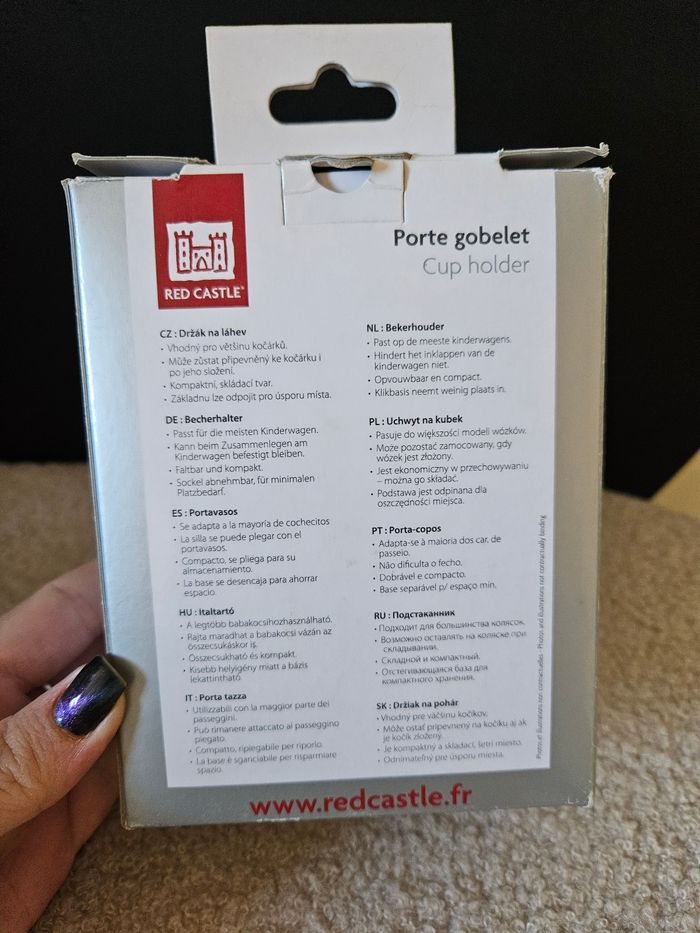 RED CASTLE®
Porte gobelet
Cup holder
CZ : Držák na láhev
• Vhodný pro většinu kočárků.
• Může zůstat připevněný ke kočárku i
po jeho složení.
• Kompaktní, skládací tvar.
• Základnu lze odpojit pro úsporu místa.
DE : Becherhalter
• Passt für die meisten Kinderwagen.
• Kann beim Zusammenlegen am
Kinderwagen befestigt bleiben.
• Faltbar und kompakt.
• Sockel abnehmbar, für minimalen
Platzbedarf.
ES : Portavasos
• Se adapta a la mayoría de cochecitos
• La silla se puede plegar con el
portavasos.
• Compacto, se pliega para su
almacenamiento.
• La base se desencaja para ahorrar
espacio.
HU : Italtartó
• A legtöbb babakocsihozhasználható.
• Rajta maradhat a babakocsi vázán az
összecsukáskor is.
• Összecsukható és kompakt.
• Kisebb helyigény miatt a bázis
lekattintható.
IT : Porta tazza
• Utilizzabili con la maggior parte dei
passeggini.
• Può rimanere attaccato al passeggino
piegato.
• Compatto, ripiegabile per riporlo.
• La base è sganciabile per risparmiare
spazio.
NL : Bekerhouder
• Past op de meeste kinderwagens.
• Hindert het inklappen van de
kinderwagen niet.
• Opvouwbaar en compact.
• Klikbasis neemt weinig plaats in.
PL : Uchwyt na kubek
• Pasuje do większości modeli wózków.
• Może pozostać zamocowany, gdy
wózek jest złożony.
• Jest ekonomiczny w przechowywaniu
– można go składać.
• Podstawa jest odpinana dla
oszczędności miejsca.
PT : Porta-copos
• Adapta-se à maioria dos car. de
passeio.
• Não dificulta o fecho.
• Dobrável e compacto.
• Base separável p/ espaço min.
RU : Подстаканник
• Подходит для большинства колясок.
• Возможно оставлять на коляске при
складывании.
• Складной и компактный.
• Отстегивающаяся база для
компактного хранения.
SK : Držiak na pohár
• Vhodný pre väčšinu kočíkov.
• Môže ostať pripevnený na kočíku aj ak
je kočík zložený.
• Je kompaktný a skladací, šetrí miesto.
• Odnímateľný pre úsporu miesta.
Photos et illustrations non contractuelles - Photos and illustrations not contractually binding
www.redcastle.fr